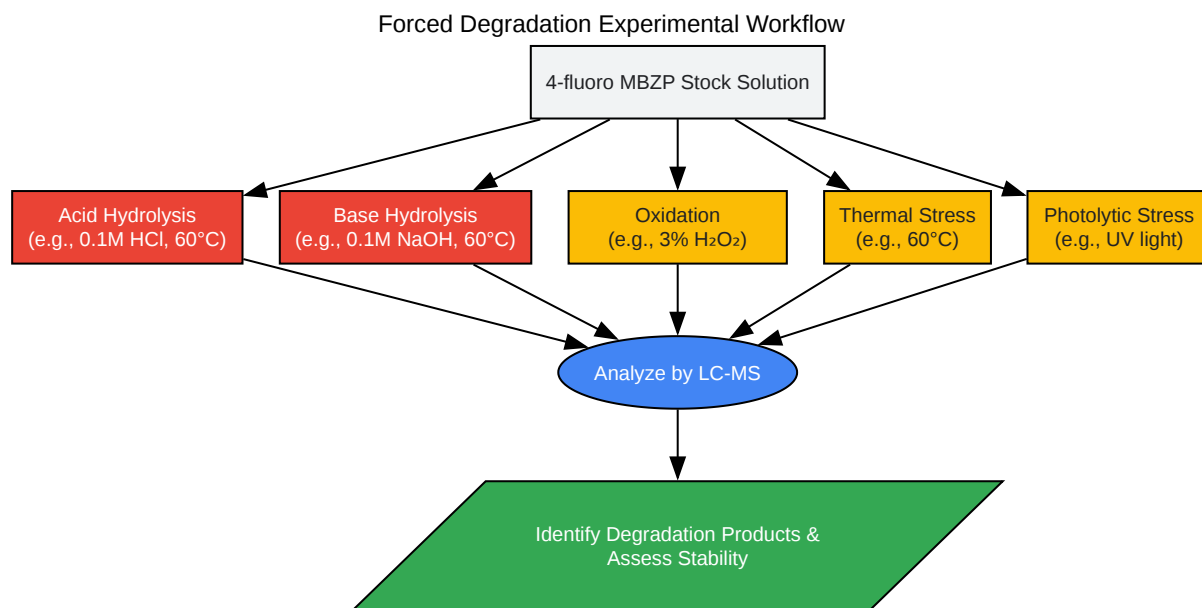 Forced Degradation Experimental Workflow
4-fluoro MBZP Stock Solution
Acid Hydrolysis
(e.g., 0.1M HCl, 60°C)
Base Hydrolysis
(e.g., 0.1M NaOH, 60°C)
Oxidation
(e.g., 3% H₂O₂)
Thermal Stress
(e.g., 60°C)
Photolytic Stress
(e.g., UV light)
Analyze by LC-MS
Identify Degradation Products &
Assess Stability